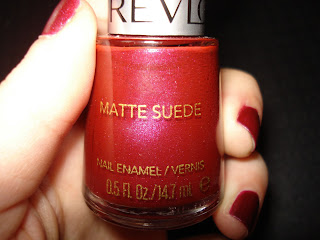 REVLO
MATTE SUEDE
NAIL ENAMEL / VERNIS
0.5 FL. Oz./14.7 mL e